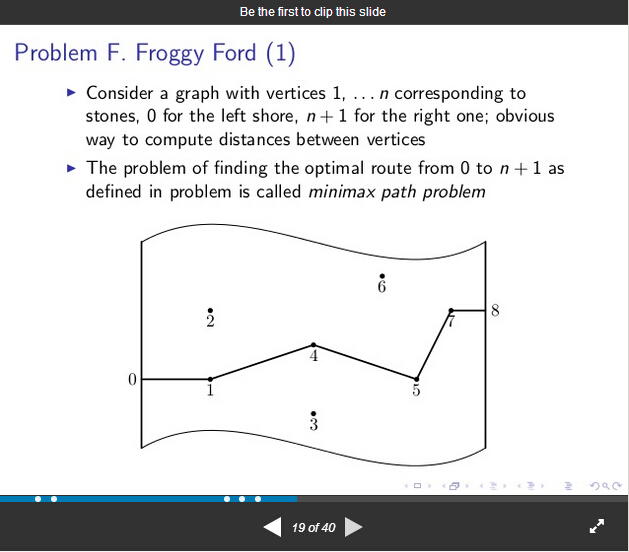 Be the first to clip this slide
Problem F. Froggy Ford (1)
▶ Consider a graph with vertices 1, … n corresponding to
stones, 0 for the left shore, n + 1 for the right one; obvious
way to compute distances between vertices
▶ The problem of finding the optimal route from 0 to n + 1 as
defined in problem is called minimax path problem
6
2
8
7
4
0
1
5
3
19 of 40